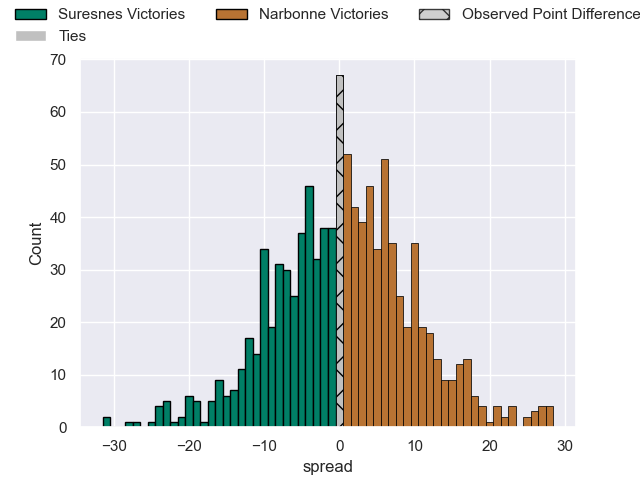 Suresnes Victories
Narbonne Victories
Observed Point Difference
Ties
70
60
50
40
30
20
10
0
Count
−30
−20
−10
0
10
20
30
spread